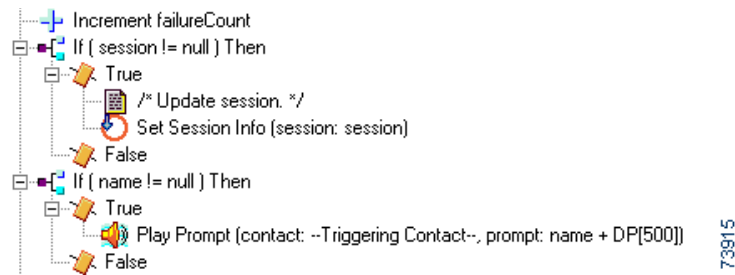 Increment failureCount
If ( session != null ) Then
True
/* Update session. */
Set Session Info (session: session)
False
If ( name != null ) Then
True
Play Prompt (contact: --Triggering Contact--, prompt: name + DP[500])
False
73915